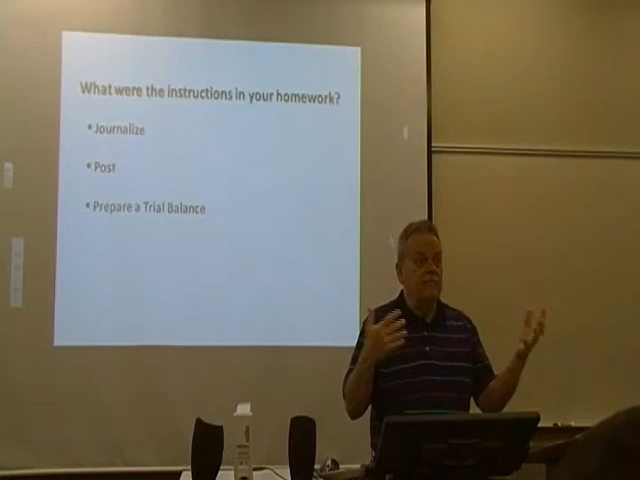 What were the instructions in your homework?
• Journalize
• Post
• Prepare a Trial Balance